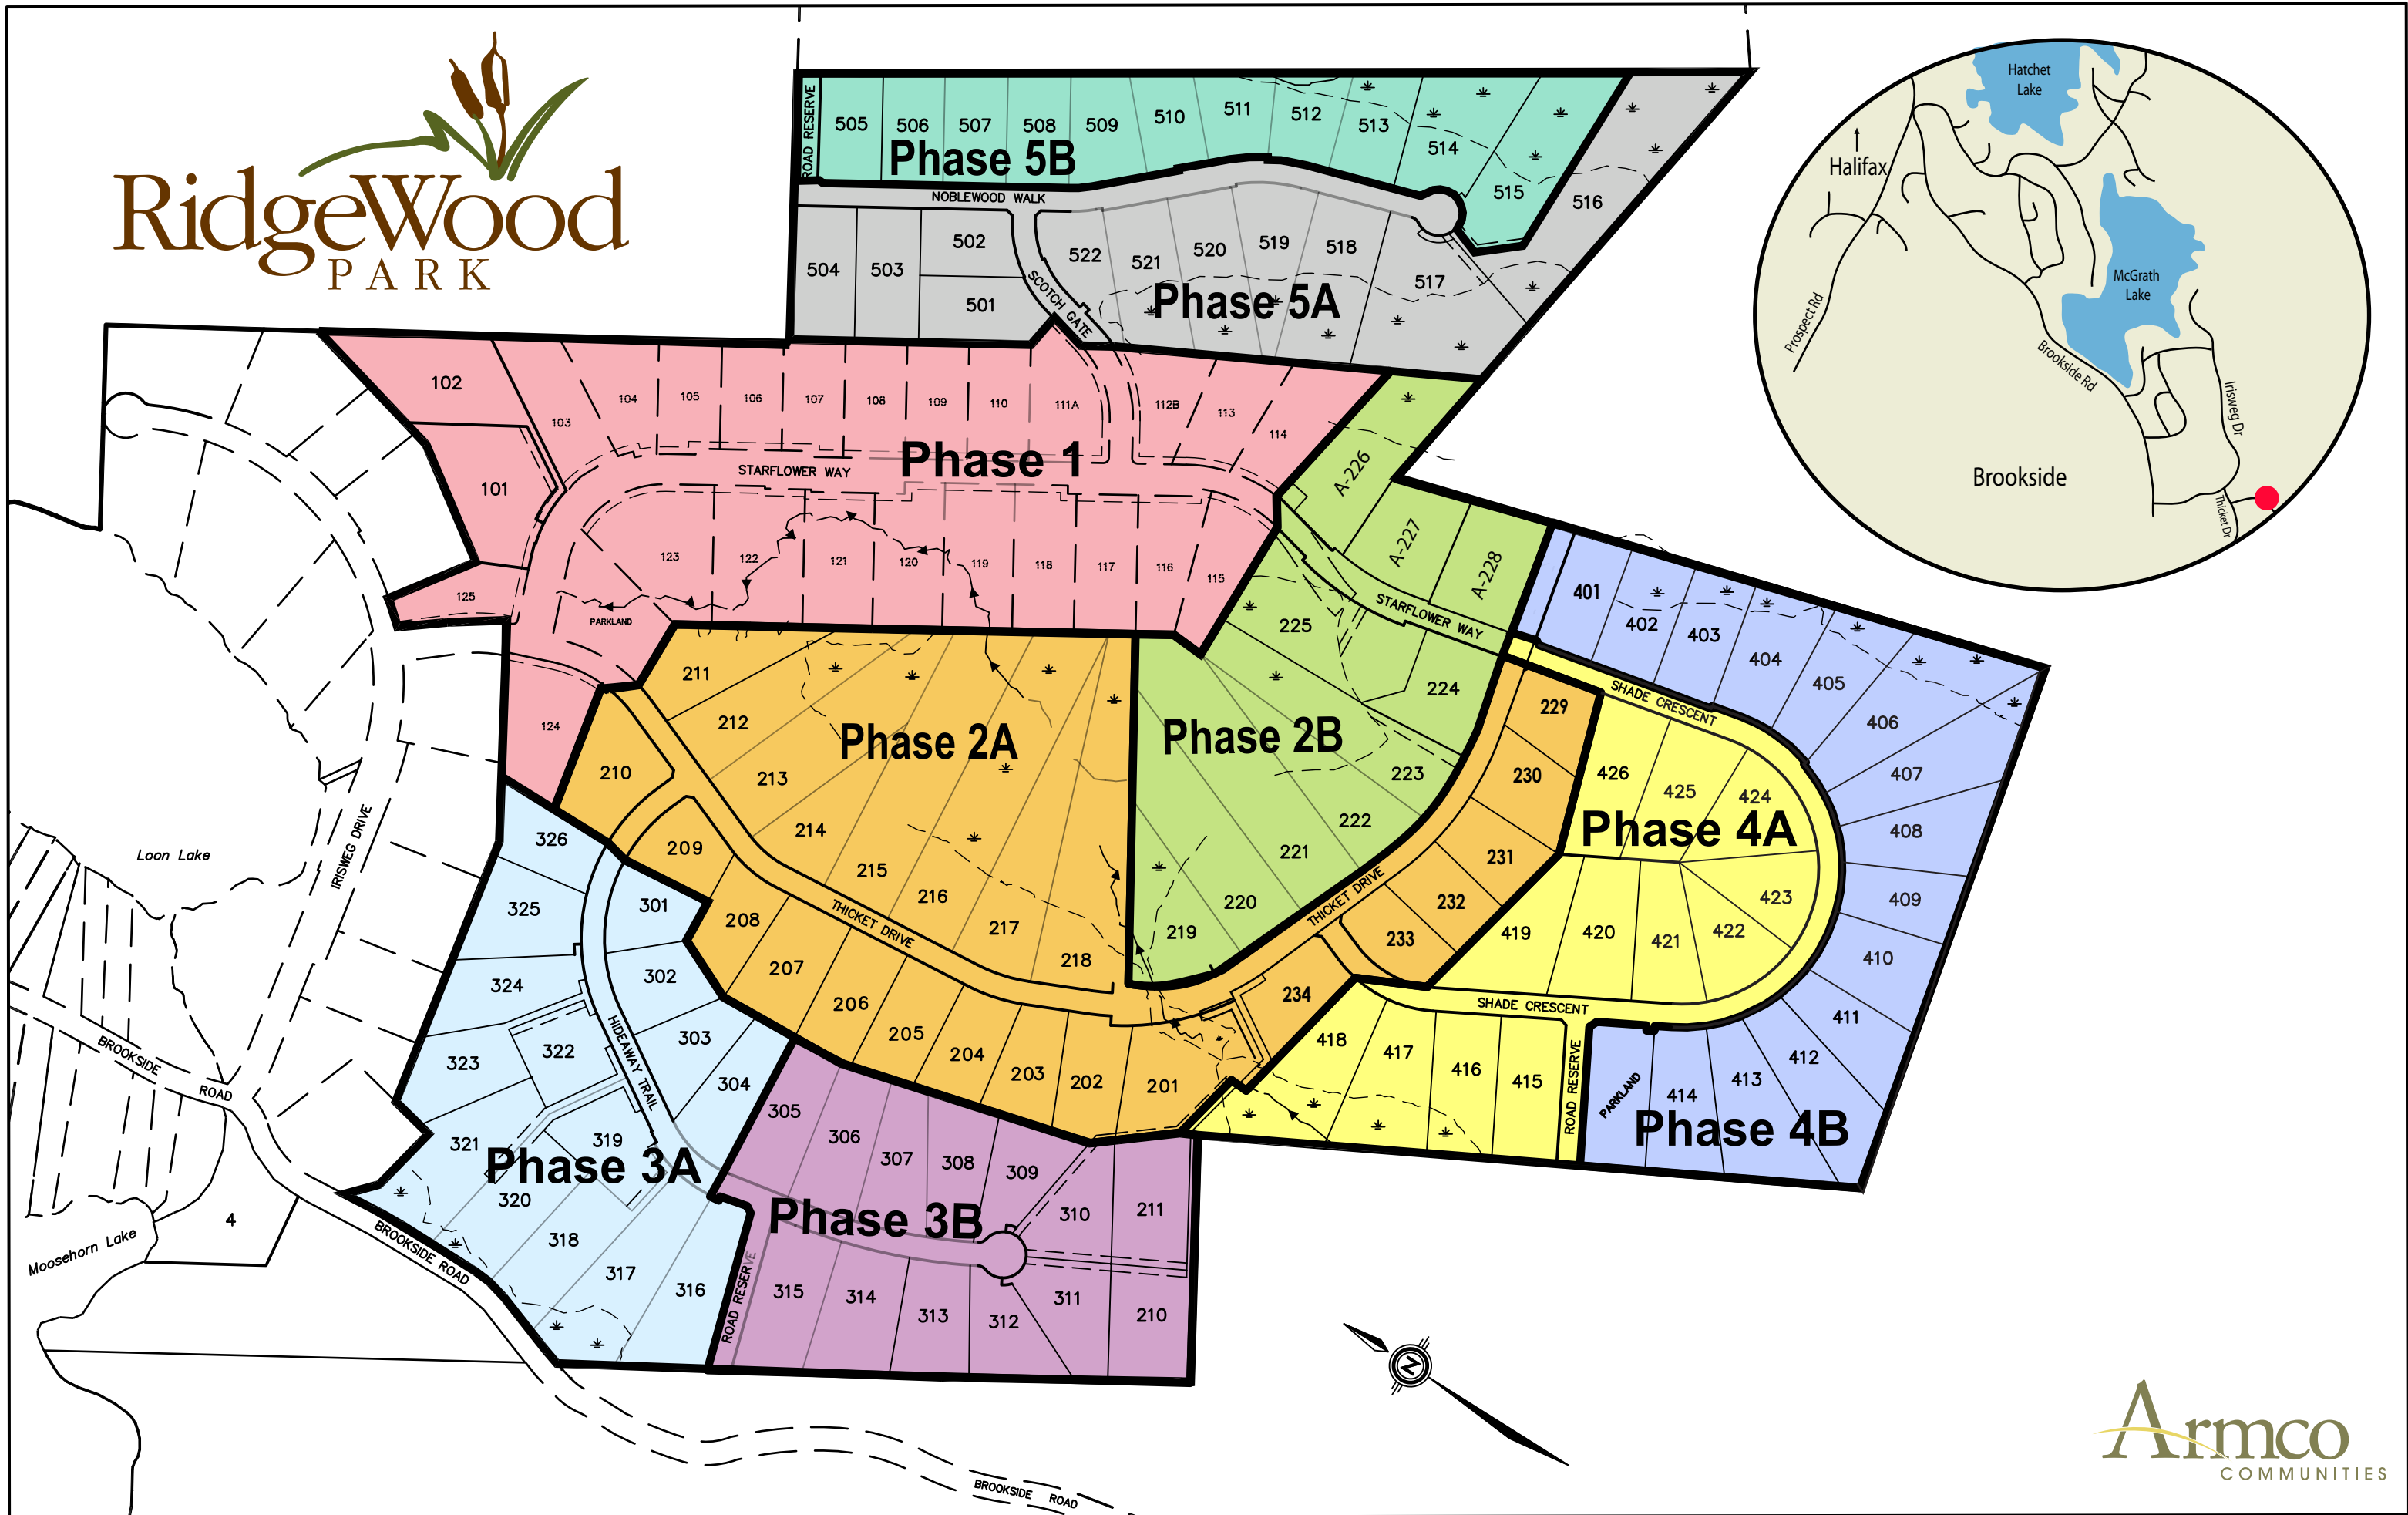 RidgeWood
PARK
ROAD RESERVE
505
506
507
508
509
510
511
512
513
514
515
516
Phase 5B
NOBLEWOOD WALK
504
503
502
501
SCOTCH GATE
522
521
520
519
518
517
Phase 5A
Hatchet
Lake
Halifax
McGrath
Lake
Prospect Rd
Brookside Rd
Irisweg Dr
Brookside
Thicket Dr
102
103
104
105
106
107
108
109
110
111A
112B
113
114
101
STARFLOWER WAY
Phase 1
123
122
121
120
119
118
117
116
115
125
PARKLAND
124
A-226
A-227
A-228
STARFLOWER WAY
225
224
Phase 2B
223
222
221
220
219
211
212
Phase 2A
210
213
214
215
216
217
218
209
208
THICKET DRIVE
THICKET DRIVE
207
206
205
204
203
202
201
229
230
231
232
233
234
401
402
403
404
405
406
407
408
409
410
411
412
413
414
PARKLAND
Phase 4B
SHADE CRESCENT
426
425
424
Phase 4A
423
422
421
420
419
SHADE CRESCENT
418
417
416
415
ROAD RESERVE
Loon Lake
IRISWEG DRIVE
326
325
301
324
302
323
322
303
HIDEAWAY TRAIL
304
321
319
Phase 3A
320
318
317
316
305
306
307
308
309
310
211
Phase 3B
ROAD RESERVE
315
314
313
312
311
210
BROOKSIDE
ROAD
4
Moosehorn Lake
BROOKSIDE ROAD
BROOKSIDE ROAD
N
Armco
COMMUNITIES